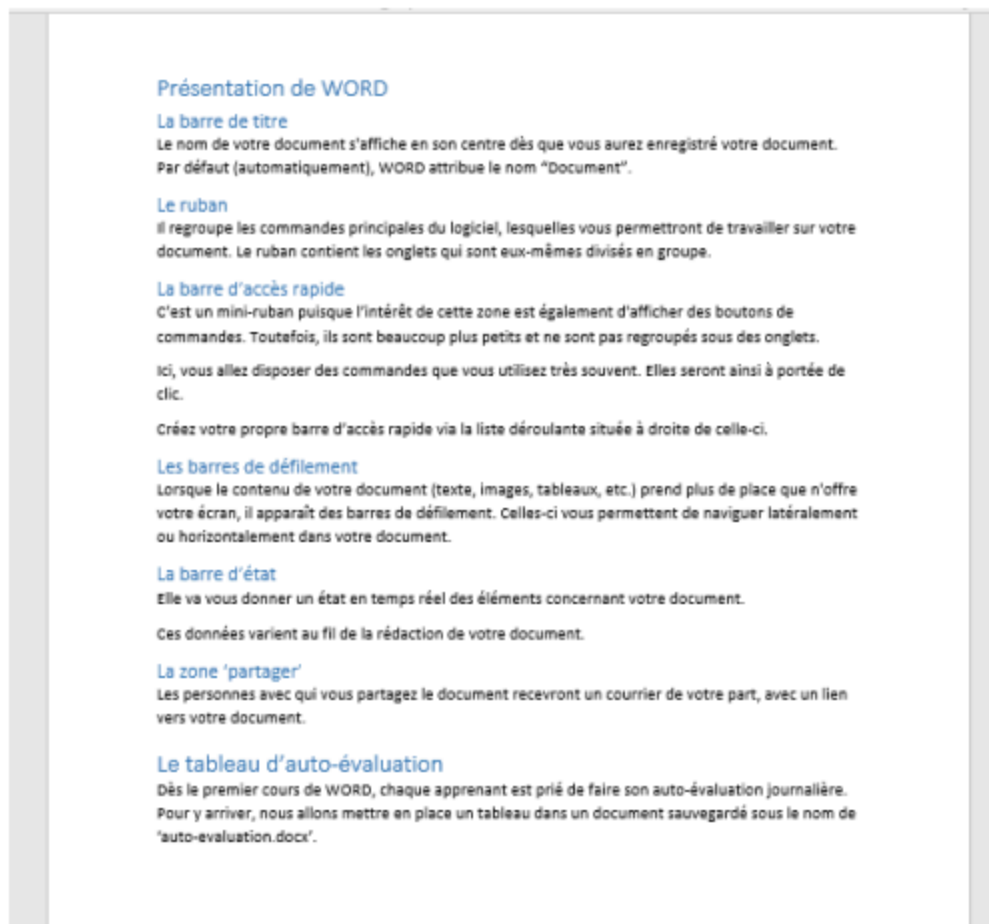 Présentation de WORD
La barre de titre
Le nom de votre document s'affiche en son centre dès que vous aurez enregistré votre document.
Par défaut (automatiquement), WORD attribue le nom “Document”.
Le ruban
Il regroupe les commandes principales du logiciel, lesquelles vous permettront de travailler sur votre
document. Le ruban contient les onglets qui sont eux-mêmes divisés en groupe.
La barre d'accès rapide
C'est un mini-ruban puisque l'intérêt de cette zone est également d'afficher des boutons de
commandes. Toutefois, ils sont beaucoup plus petits et ne sont pas regroupés sous des onglets.
Ici, vous allez disposer des commandes que vous utilisez très souvent. Elles seront ainsi à portée de
clic.
Créez votre propre barre d'accès rapide via la liste déroulante située à droite de celle-ci.
Les barres de défilement
Lorsque le contenu de votre document (texte, images, tableaux, etc.) prend plus de place que n'offre
votre écran, il apparaît des barres de défilement. Celles-ci vous permettent de naviguer latéralement
ou horizontalement dans votre document.
La barre d'état
Elle va vous donner un état en temps réel des éléments concernant votre document.
Ces données varient au fil de la rédaction de votre document.
La zone 'partager'
Les personnes avec qui vous partagez le document recevront un courrier de votre part, avec un lien
vers votre document.
Le tableau d'auto-évaluation
Dès le premier cours de WORD, chaque apprenant est prié de faire son auto-évaluation journalière.
Pour y arriver, nous allons mettre en place un tableau dans un document sauvegardé sous le nom de
'auto-evaluation.docx'.